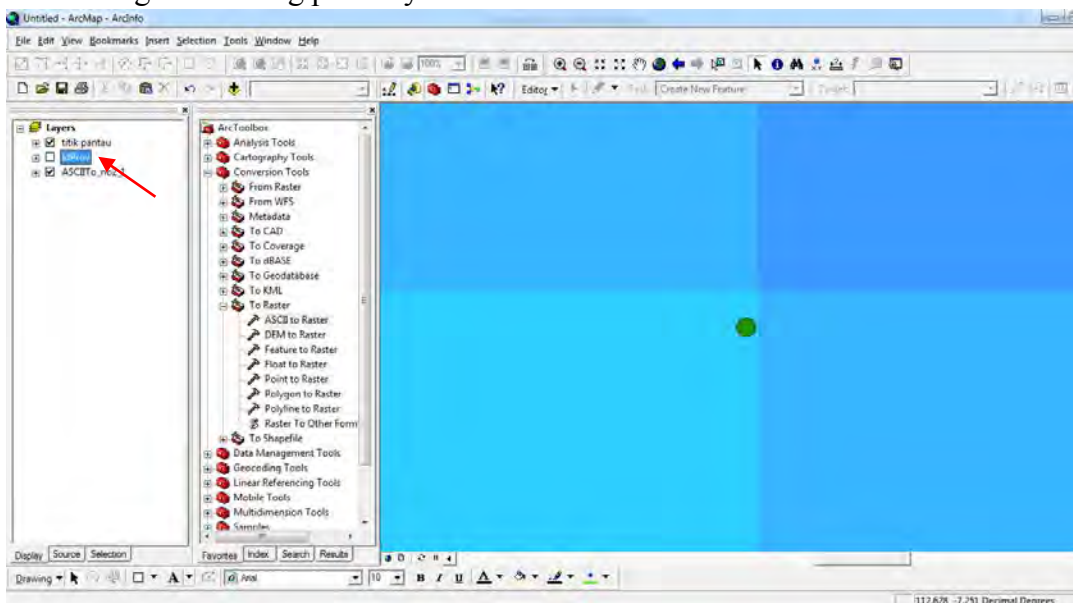 Untitled - ArcMap - ArcInfo
File Edit View Bookmarks Insert Selection Tools Window Help
100%
Editor Create New Feature
Layers
titik pantau
ArcToolbox
Analysis Tools
Cartography Tools
Conversion Tools
From Raster
From WFS
Metadata
To CAD
To Coverage
To dBASE
To Geodatabase
To KML
To Raster
ASCII to Raster
DEM to Raster
Feature to Raster
Float to Raster
Point to Raster
Polygon to Raster
Polyline to Raster
Raster To Other Form
To Shapefile
Data Management Tools
Geocoding Tools
Linear Referencing Tools
Mobile Tools
Multidimension Tools
Samples
Display Source Selection
Favorites Index Search Results
Drawing A Arial 10 B I U A
112.628 -7.251 Decimal Degrees